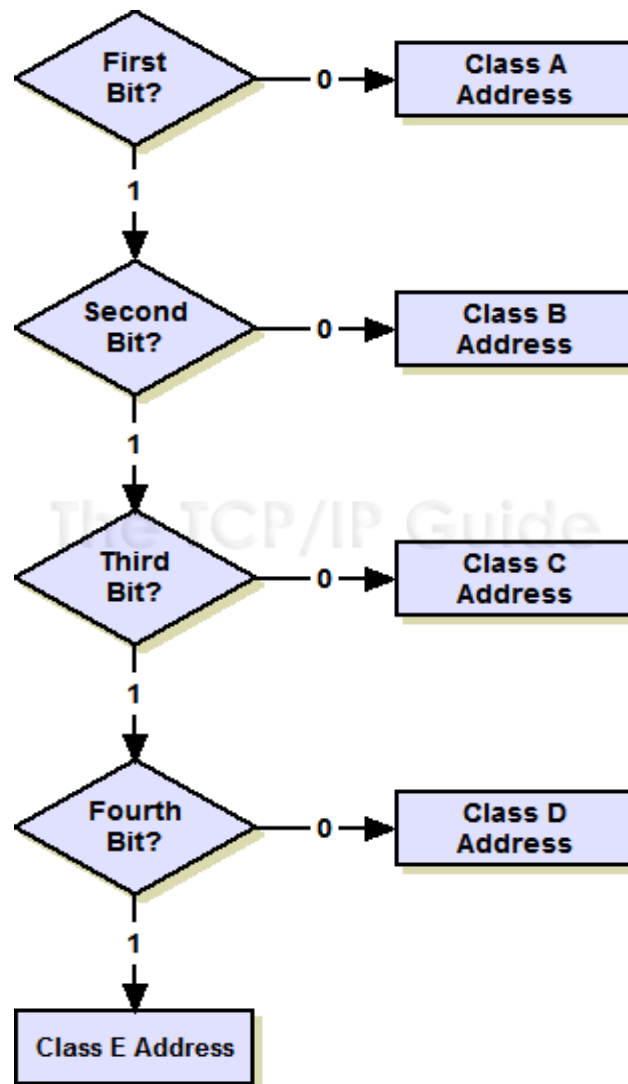 First
Bit?
0
Class A
Address
1
Second
Bit?
0
Class B
Address
1
The TCP/IP Guide
Third
Bit?
0
Class C
Address
1
Fourth
Bit?
0
Class D
Address
1
Class E Address